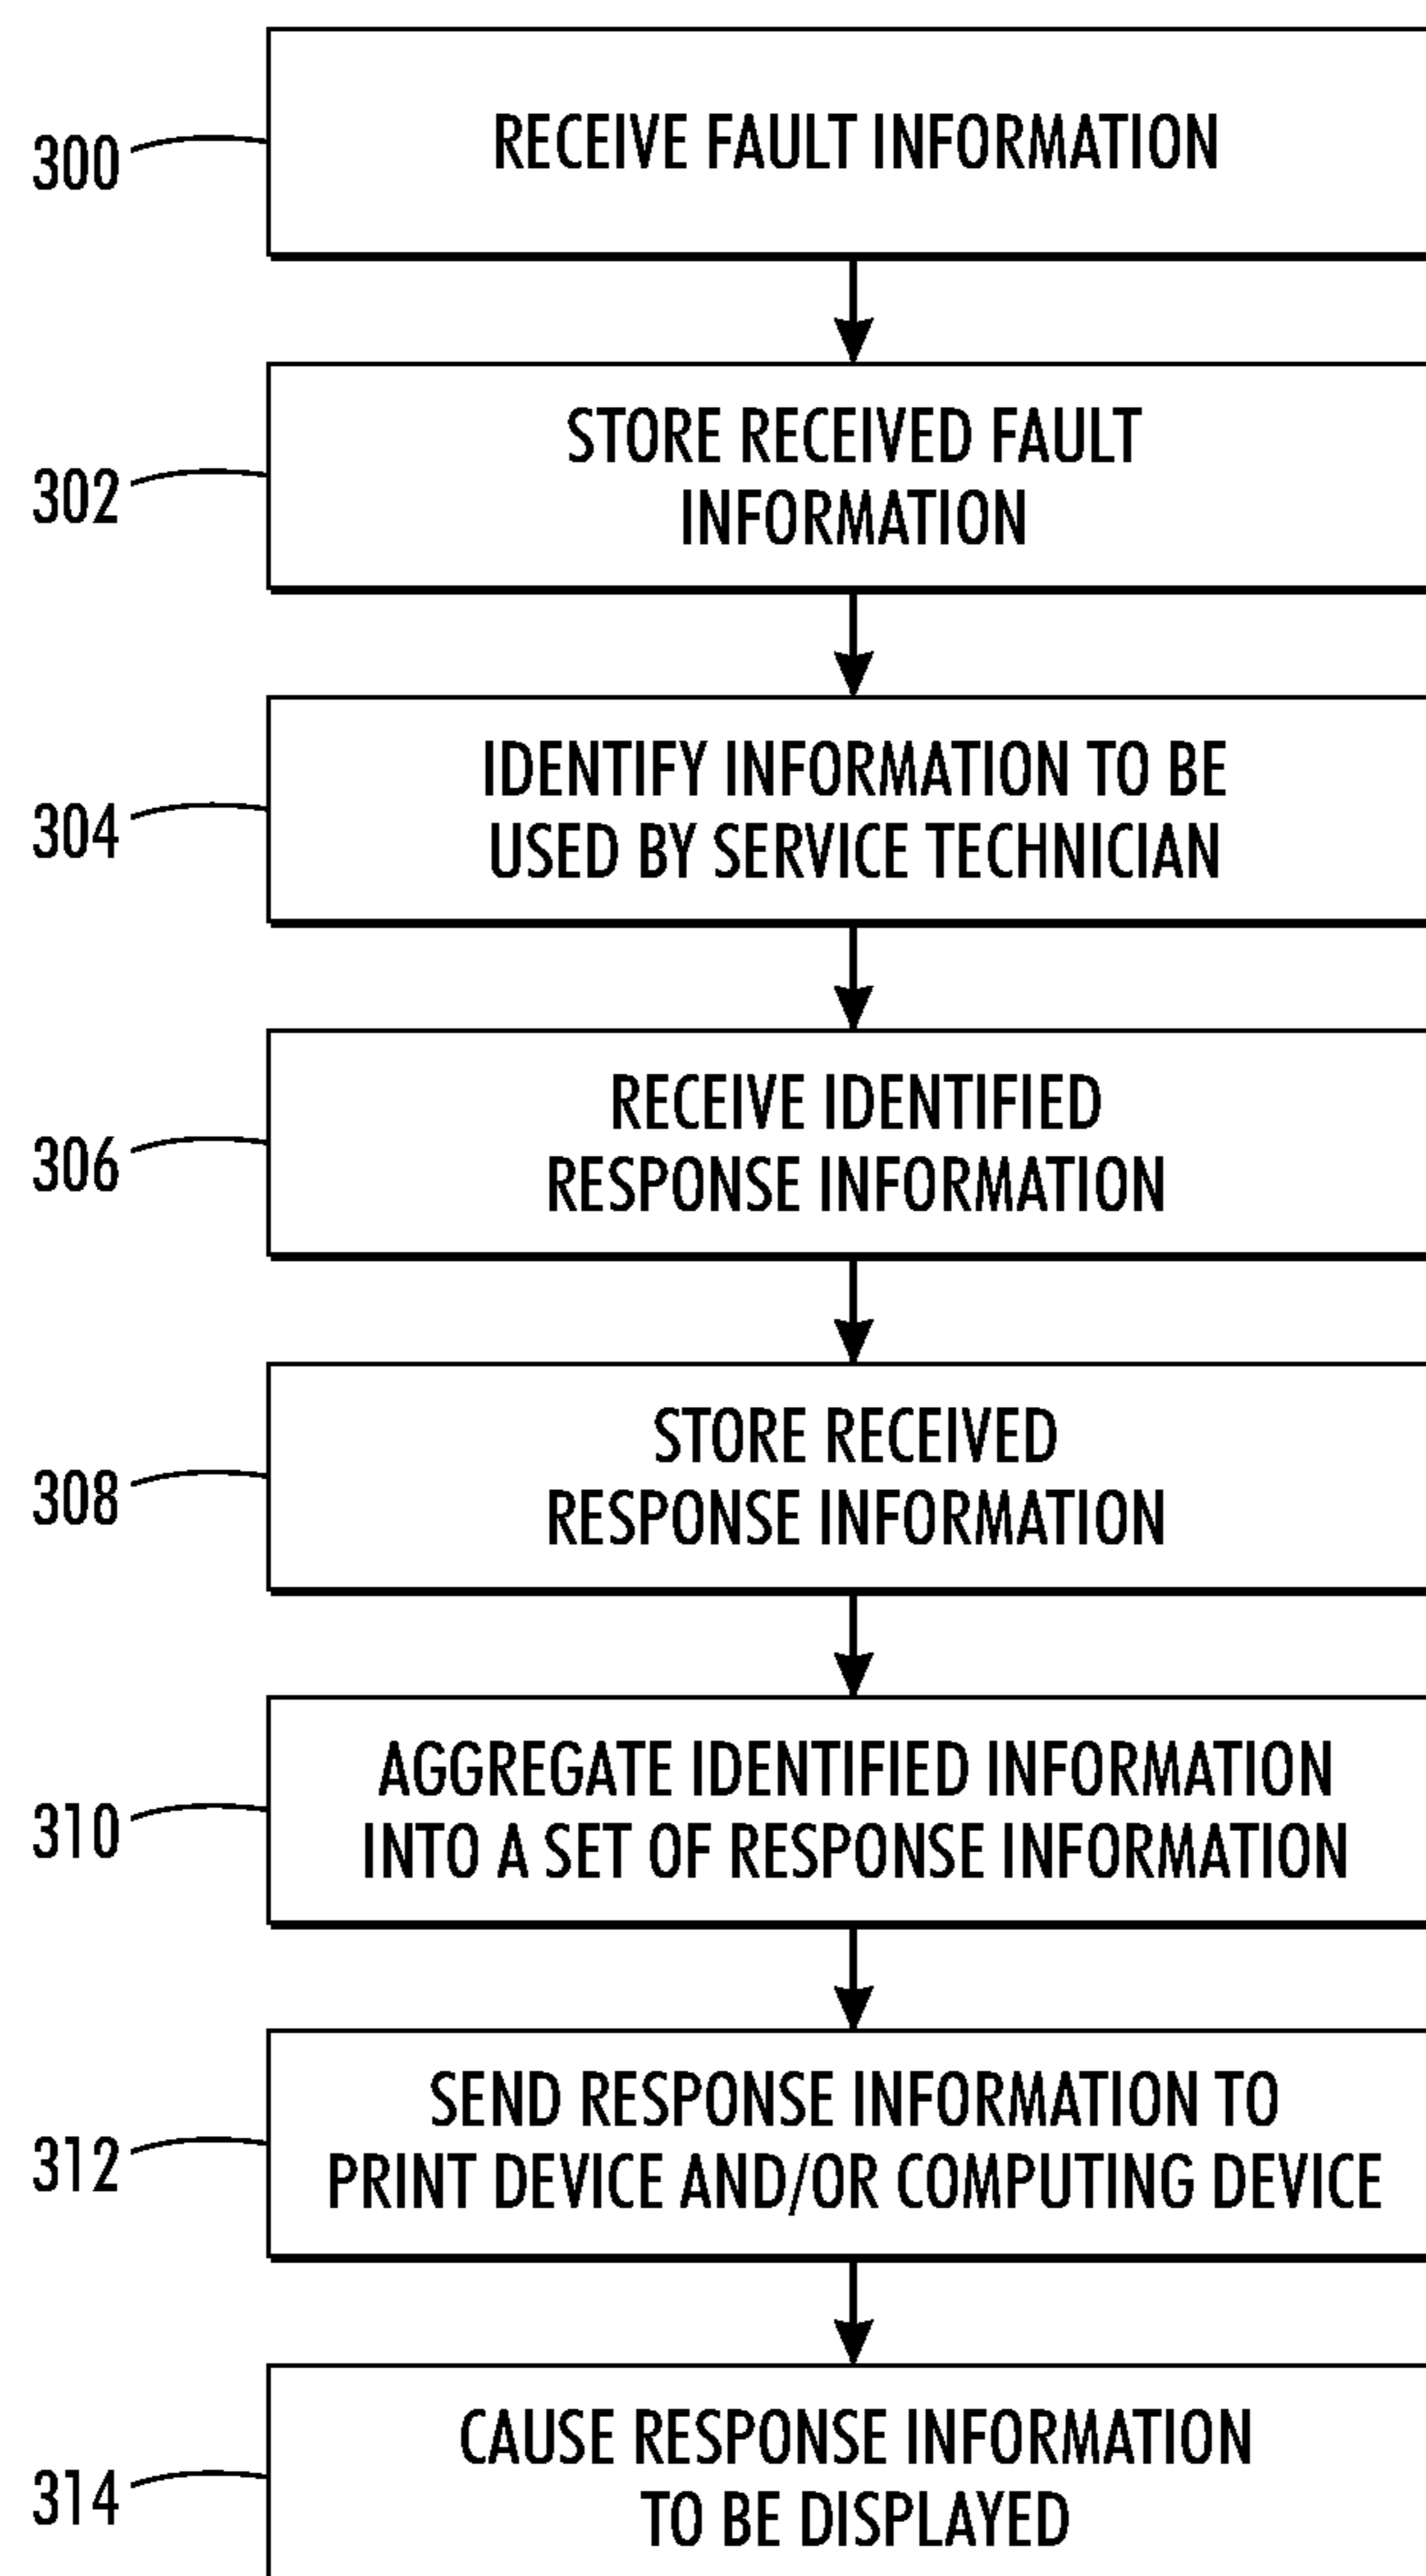 300
RECEIVE FAULT INFORMATION
302
STORE RECEIVED FAULT
INFORMATION
304
IDENTIFY INFORMATION TO BE
USED BY SERVICE TECHNICIAN
306
RECEIVE IDENTIFIED
RESPONSE INFORMATION
308
STORE RECEIVED
RESPONSE INFORMATION
310
AGGREGATE IDENTIFIED INFORMATION
INTO A SET OF RESPONSE INFORMATION
312
SEND RESPONSE INFORMATION TO
PRINT DEVICE AND/OR COMPUTING DEVICE
314
CAUSE RESPONSE INFORMATION
TO BE DISPLAYED